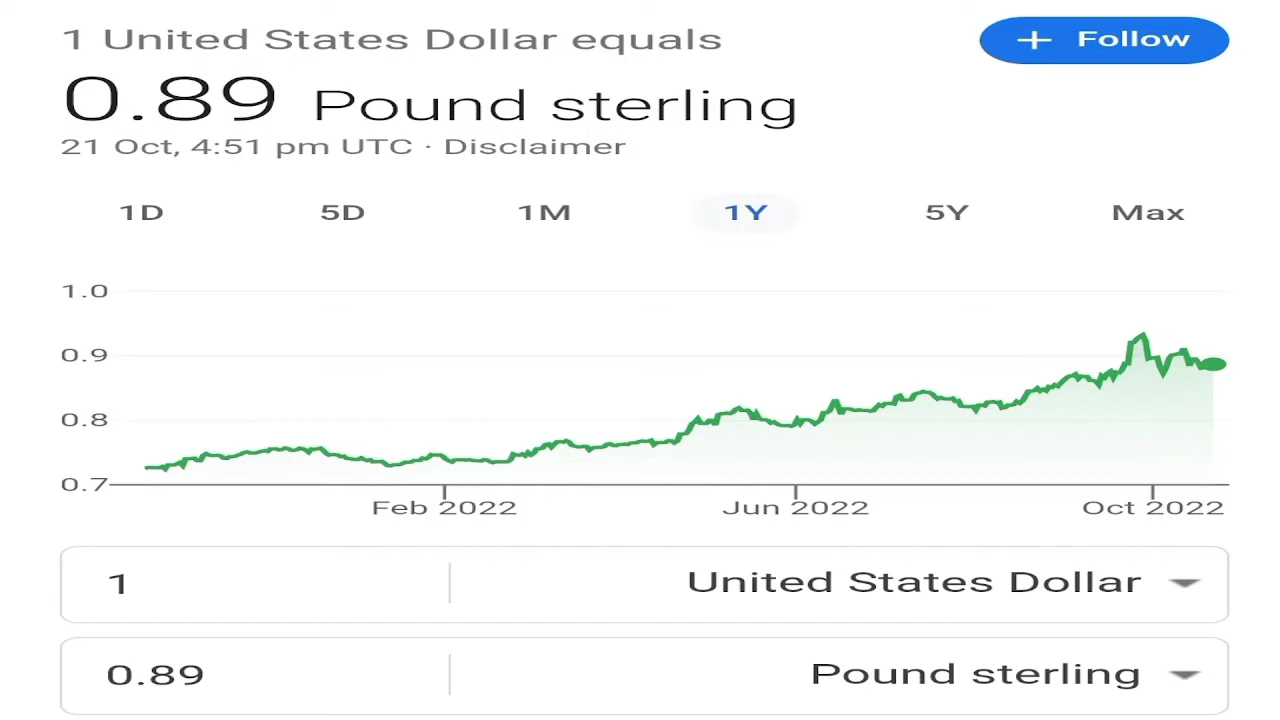 1 United States Dollar equals
+ Follow
0.89 Pound sterling
21 Oct, 4:51 pm UTC · Disclaimer
1D 5D 1M 1Y 5Y Max
1.0
0.9
0.8
0.7
Feb 2022 Jun 2022 Oct 2022
1 United States Dollar
0.89 Pound sterling